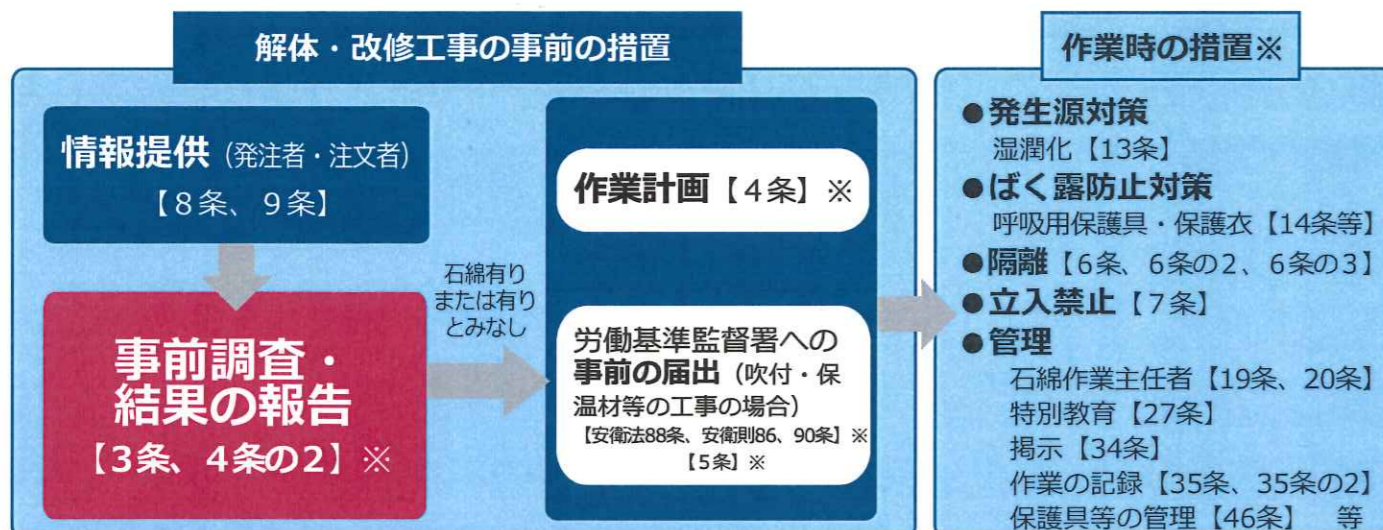 解体・改修工事の事前の措置
情報提供（発注者・注文者）
【８条、９条】
事前調査・
結果の報告
【３条、４条の２】※
石綿有り
または有り
とみなし
作業計画【４条】※
労働基準監督署への
事前の届出（吹付・保
温材等の工事の場合）
【安衛法88条、安衛則86、90条】※
【５条】※
作業時の措置※
●発生源対策
湿潤化【13条】
●ばく露防止対策
呼吸用保護具・保護衣【14条等】
●隔離【６条、６条の２、６条の３】
●立入禁止【７条】
●管理
石綿作業主任者【19条、20条】
特別教育【27条】
掲示【34条】
作業の記録【35条、35条の２】
保護具等の管理【46条】　等